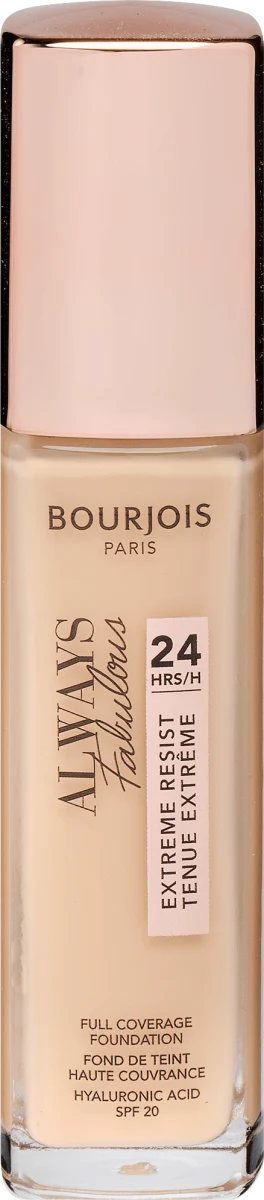 BOURJOIS
PARIS
ALWAYS
Fabulous
24
HRS/H
EXTREME RESIST
TENUE EXTRÊME
FULL COVERAGE
FOUNDATION
FOND DE TEINT
HAUTE COUVRANCE
HYALURONIC ACID
SPF 20